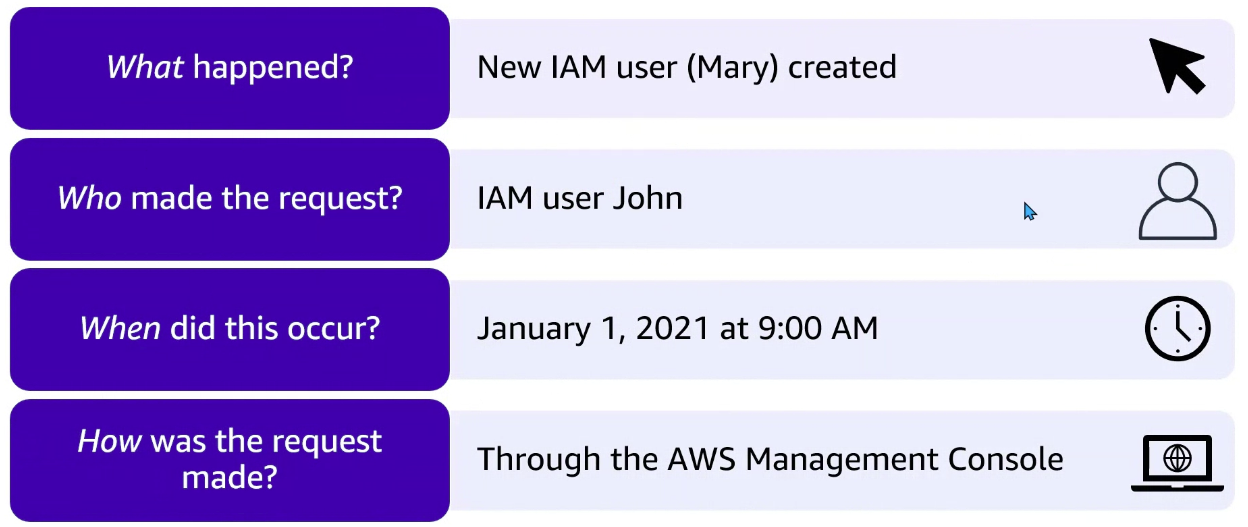 What happened?
New IAM user (Mary) created
Who made the request?
IAM user John
When did this occur?
January 1, 2021 at 9:00 AM
How was the request
made?
Through the AWS Management Console